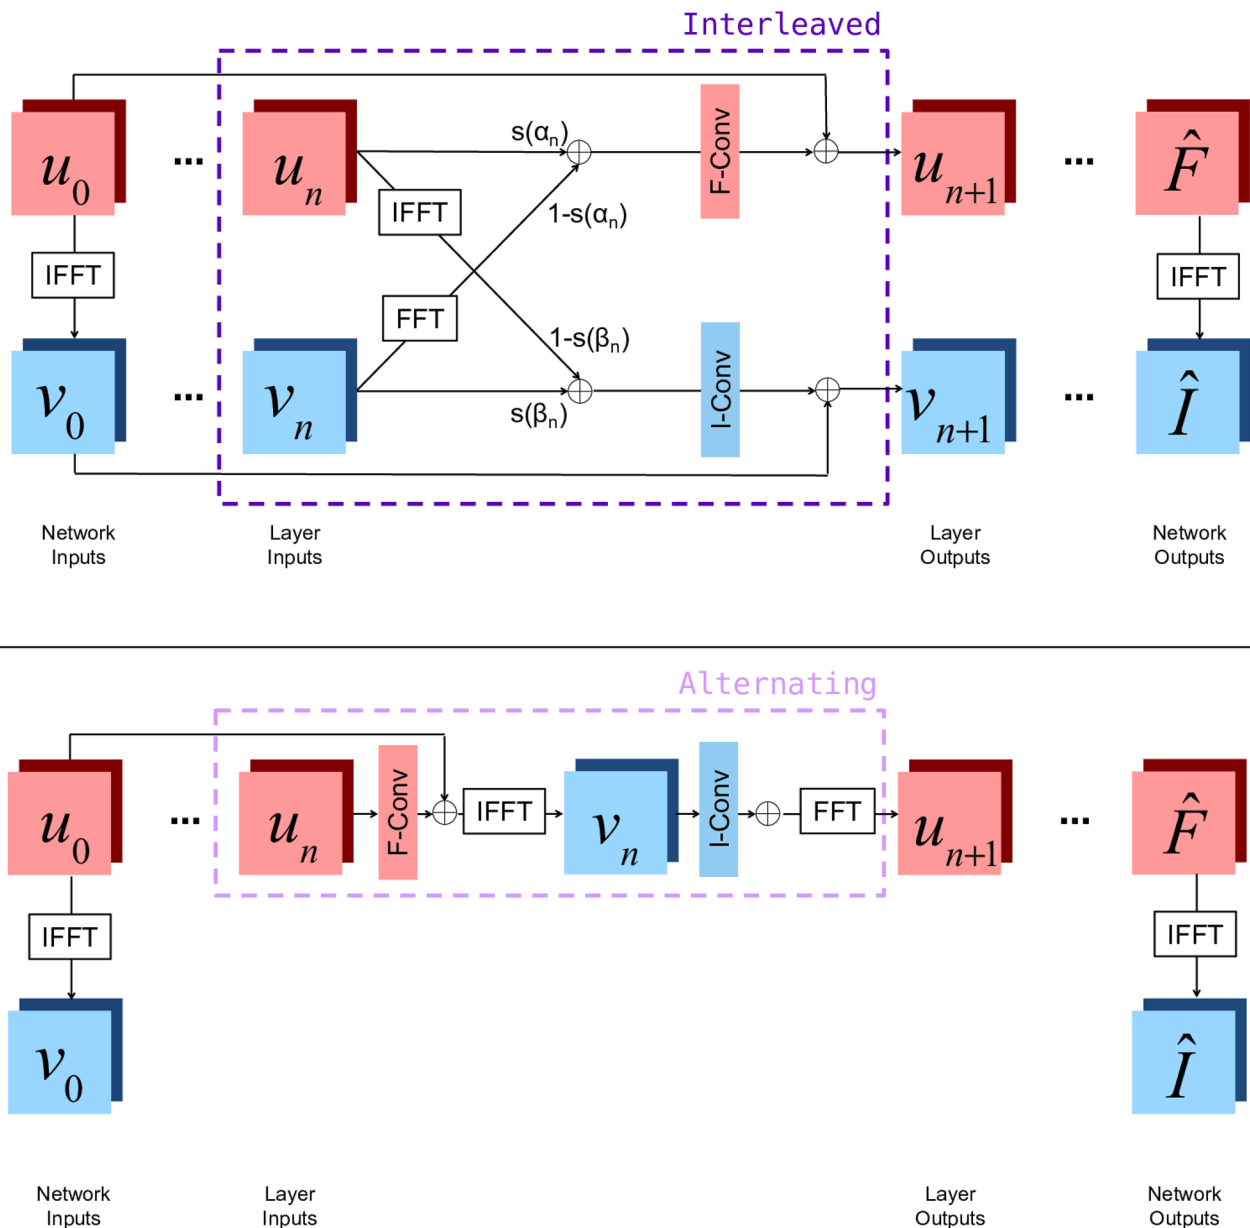 Interleaved
u0
...
un
s(αn)
F-Conv
un+1
...
F̂
IFFT
1-s(αn)
IFFT
IFFT
FFT
1-s(βn)
v0
...
vn
s(βn)
I-Conv
vn+1
...
Î
Network
Inputs
Layer
Inputs
Layer
Outputs
Network
Outputs
Alternating
u0
...
un
F-Conv
IFFT
vn
I-Conv
FFT
un+1
...
F̂
IFFT
IFFT
v0
Î
Network
Inputs
Layer
Inputs
Layer
Outputs
Network
Outputs